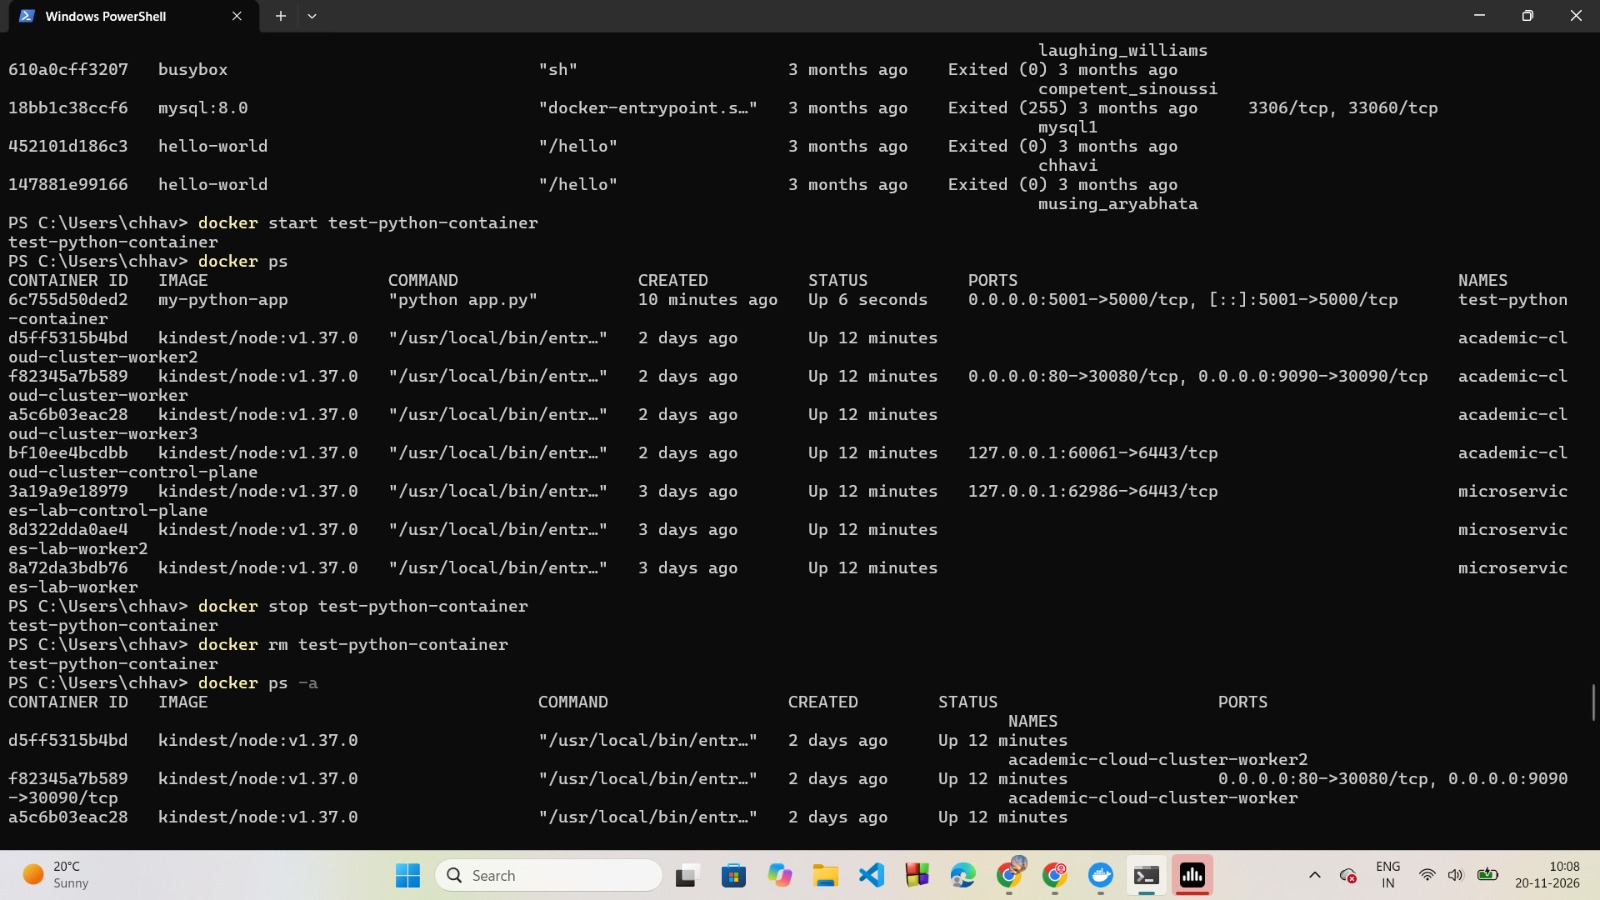 Windows PowerShell
laughing_williams
610a0cff3207 busybox "sh" 3 months ago Exited (0) 3 months ago
competent_sinoussi
18bb1c38ccf6 mysql:8.0 "docker-entrypoint.s…" 3 months ago Exited (255) 3 months ago 3306/tcp, 33060/tcp
mysql1
452101d186c3 hello-world "/hello" 3 months ago Exited (0) 3 months ago
chhavi
147881e99166 hello-world "/hello" 3 months ago Exited (0) 3 months ago
musing_aryabhata
PS C:\Users\chhav> docker start test-python-container
test-python-container
PS C:\Users\chhav> docker ps
CONTAINER ID IMAGE COMMAND CREATED STATUS PORTS NAMES
6c755d50ded2 my-python-app "python app.py" 10 minutes ago Up 6 seconds 0.0.0.0:5001->5000/tcp, [::]:5001->5000/tcp test-python
-container
d5ff5315b4bd kindest/node:v1.37.0 "/usr/local/bin/entr…" 2 days ago Up 12 minutes academic-cl
oud-cluster-worker2
f82345a7b589 kindest/node:v1.37.0 "/usr/local/bin/entr…" 2 days ago Up 12 minutes 0.0.0.0:80->30080/tcp, 0.0.0.0:9090->30090/tcp academic-cl
oud-cluster-worker
a5c6b03eac28 kindest/node:v1.37.0 "/usr/local/bin/entr…" 2 days ago Up 12 minutes academic-cl
oud-cluster-worker3
bf10ee4bcdbb kindest/node:v1.37.0 "/usr/local/bin/entr…" 2 days ago Up 12 minutes 127.0.0.1:60061->6443/tcp academic-cl
oud-cluster-control-plane
3a19a9e18979 kindest/node:v1.37.0 "/usr/local/bin/entr…" 3 days ago Up 12 minutes 127.0.0.1:62986->6443/tcp microservic
es-lab-control-plane
8d322dda0ae4 kindest/node:v1.37.0 "/usr/local/bin/entr…" 3 days ago Up 12 minutes microservic
es-lab-worker2
8a72da3bdb76 kindest/node:v1.37.0 "/usr/local/bin/entr…" 3 days ago Up 12 minutes microservic
es-lab-worker
PS C:\Users\chhav> docker stop test-python-container
test-python-container
PS C:\Users\chhav> docker rm test-python-container
test-python-container
PS C:\Users\chhav> docker ps -a
CONTAINER ID IMAGE COMMAND CREATED STATUS PORTS
NAMES
d5ff5315b4bd kindest/node:v1.37.0 "/usr/local/bin/entr…" 2 days ago Up 12 minutes
academic-cloud-cluster-worker2
f82345a7b589 kindest/node:v1.37.0 "/usr/local/bin/entr…" 2 days ago Up 12 minutes 0.0.0.0:80->30080/tcp, 0.0.0.0:9090
->30090/tcp academic-cloud-cluster-worker
a5c6b03eac28 kindest/node:v1.37.0 "/usr/local/bin/entr…" 2 days ago Up 12 minutes
20°C
Sunny
Search
ENG
IN
10:08
20-11-2026